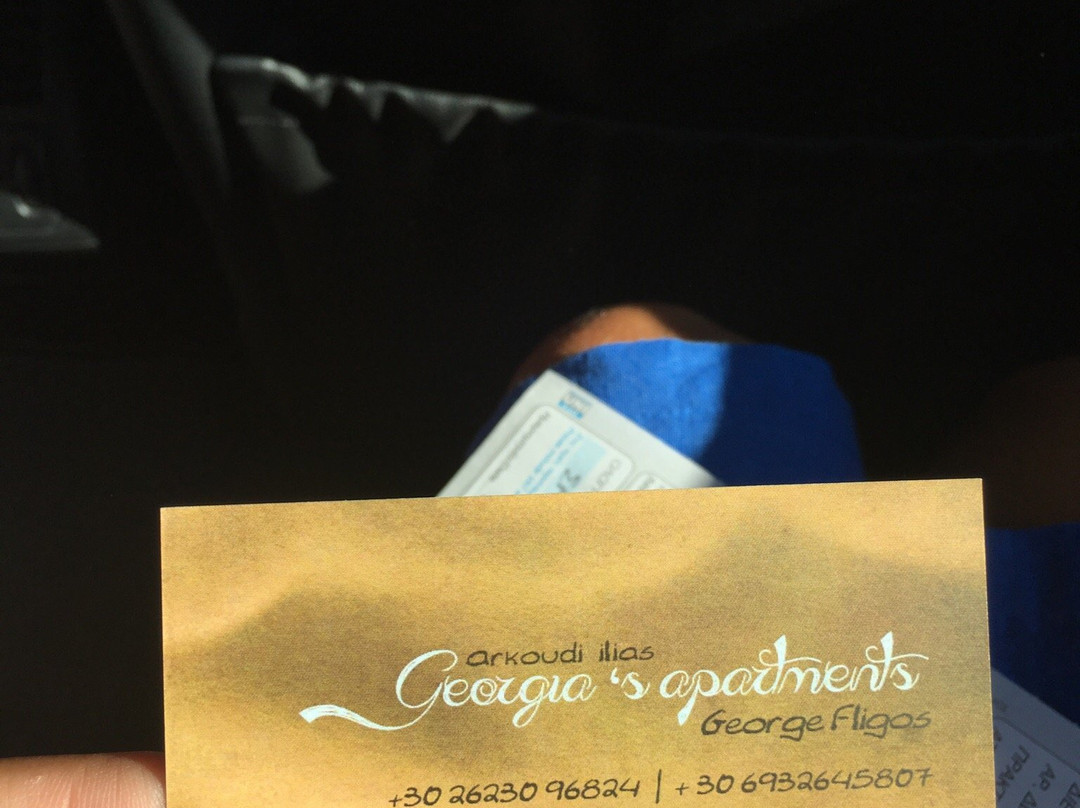 arkoudi ilias
Georgia 's apartments
George Fligos
+30 26230 96824 | +30 6932645807